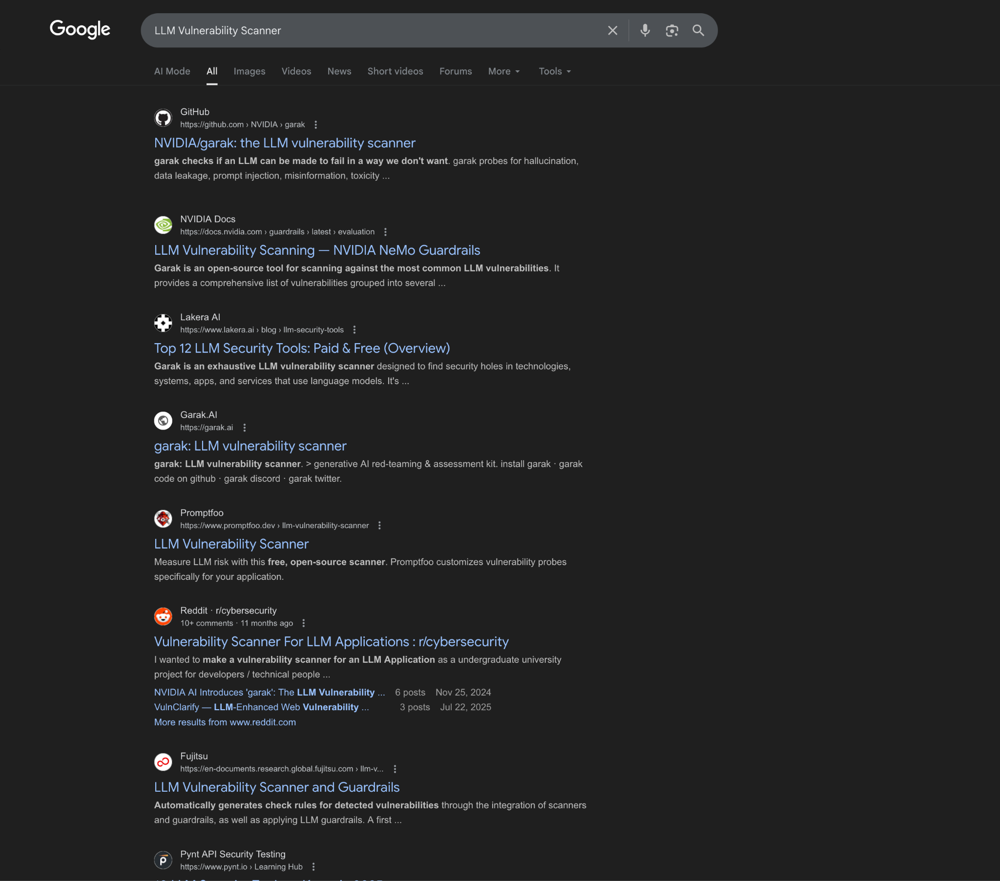 Google
LLM Vulnerability Scanner
AI Mode All Images Videos News Short videos Forums More Tools
GitHub
https://github.com › NVIDIA › garak
NVIDIA/garak: the LLM vulnerability scanner
garak checks if an LLM can be made to fail in a way we don't want. garak probes for hallucination,
data leakage, prompt injection, misinformation, toxicity ...
NVIDIA Docs
https://docs.nvidia.com › guardrails › latest › evaluation
LLM Vulnerability Scanning — NVIDIA NeMo Guardrails
Garak is an open-source tool for scanning against the most common LLM vulnerabilities. It
provides a comprehensive list of vulnerabilities grouped into several ...
Lakera AI
https://www.lakera.ai › blog › llm-security-tools
Top 12 LLM Security Tools: Paid & Free (Overview)
Garak is an exhaustive LLM vulnerability scanner designed to find security holes in technologies,
systems, apps, and services that use language models. It's ...
Garak.AI
https://garak.ai
garak: LLM vulnerability scanner
garak: LLM vulnerability scanner. > generative AI red-teaming & assessment kit. install garak · garak
code on github · garak discord · garak twitter.
Promptfoo
https://www.promptfoo.dev › llm-vulnerability-scanner
LLM Vulnerability Scanner
Measure LLM risk with this free, open-source scanner. Promptfoo customizes vulnerability probes
specifically for your application.
Reddit · r/cybersecurity
10+ comments · 11 months ago
Vulnerability Scanner For LLM Applications : r/cybersecurity
I wanted to make a vulnerability scanner for an LLM Application as a undergraduate university
project for developers / technical people ...
NVIDIA AI Introduces 'garak': The LLM Vulnerability ... 6 posts Nov 25, 2024
VulnClarify — LLM-Enhanced Web Vulnerability ... 3 posts Jul 22, 2025
More results from www.reddit.com
Fujitsu
https://en-documents.research.global.fujitsu.com › llm-v...
LLM Vulnerability Scanner and Guardrails
Automatically generates check rules for detected vulnerabilities through the integration of scanners
and guardrails, as well as applying LLM guardrails. A first ...
Pynt API Security Testing
https://www.pynt.io › Learning Hub